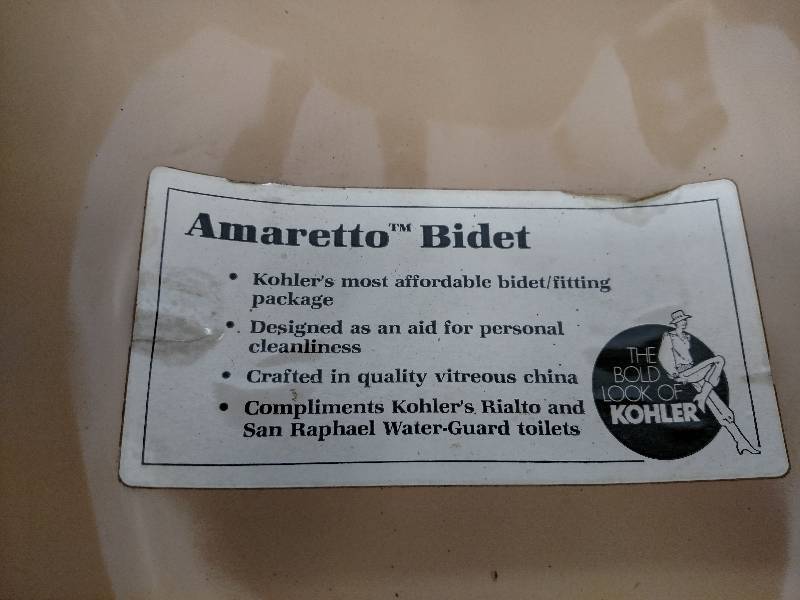 Amaretto™ Bidet
• Kohler's most affordable bidet/fitting
package
• Designed as an aid for personal
cleanliness
• Crafted in quality vitreous china
• Compliments Kohler's Rialto and
San Raphael Water-Guard toilets
THE
BOLD
LOOK OF
KOHLER